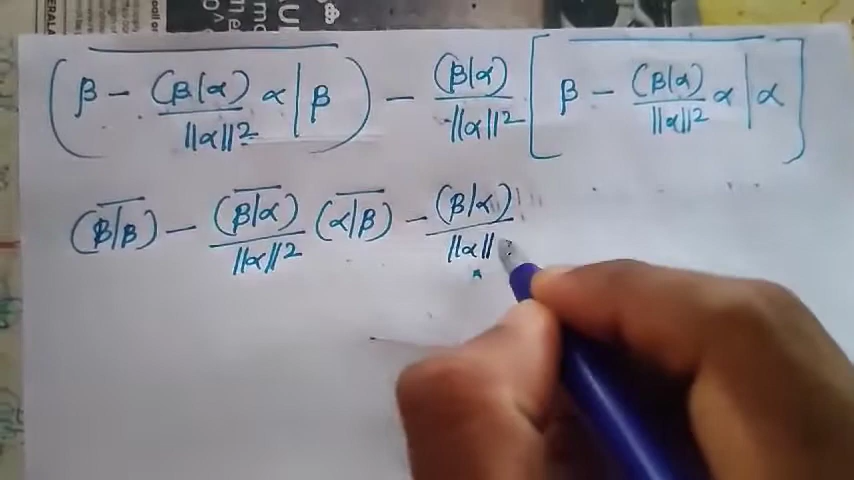 (β − (β|α)/||α||² α | β)‾ − (β|α)/||α||² [β − (β|α)/||α||² α | α]‾
(β|β)‾ − (β|α)‾/||α||² (α|β)‾ − (β|α)/||α||